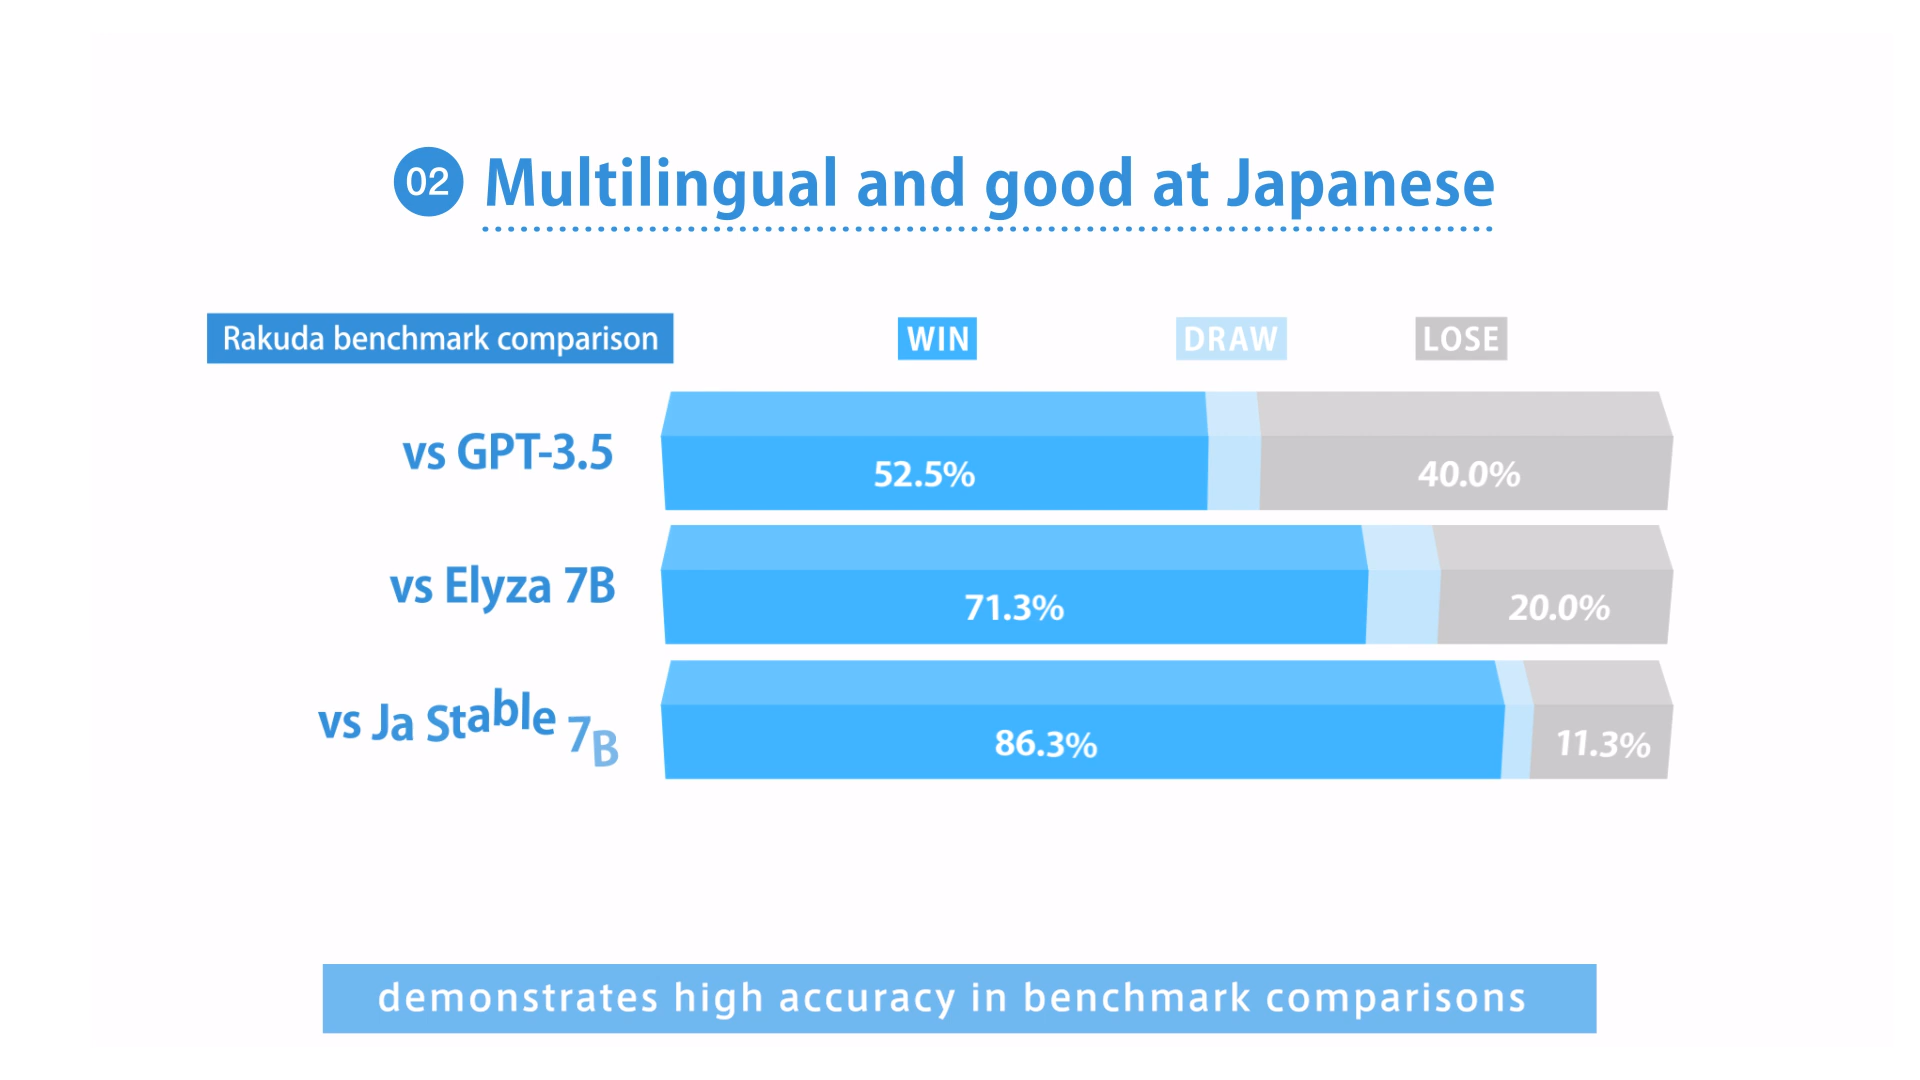 02 Multilingual and good at Japanese
Rakuda benchmark comparison WIN DRAW LOSE
vs GPT-3.5 52.5% 40.0%
vs Elyza 7B 71.3% 20.0%
vs Ja Stable 7B 86.3% 11.3%
demonstrates high accuracy in benchmark comparisons